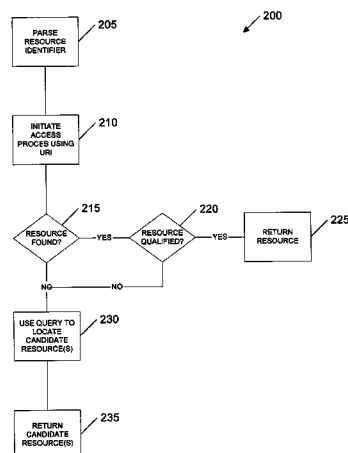 PARSE
RESOURCE
IDENTIFIER
205
200
INITIATE
ACCESS
PROCES USING
URI
210
RESOURCE
FOUND?
215
YES
RESOURCE
QUALIFIED?
220
YES
RETURN
RESOURCE
225
NO
NO
USE QUERY TO
LOCATE
CANDIDATE
RESOURCE(S)
230
RETURN
CANDIDATE
RESOURCE(S)
235